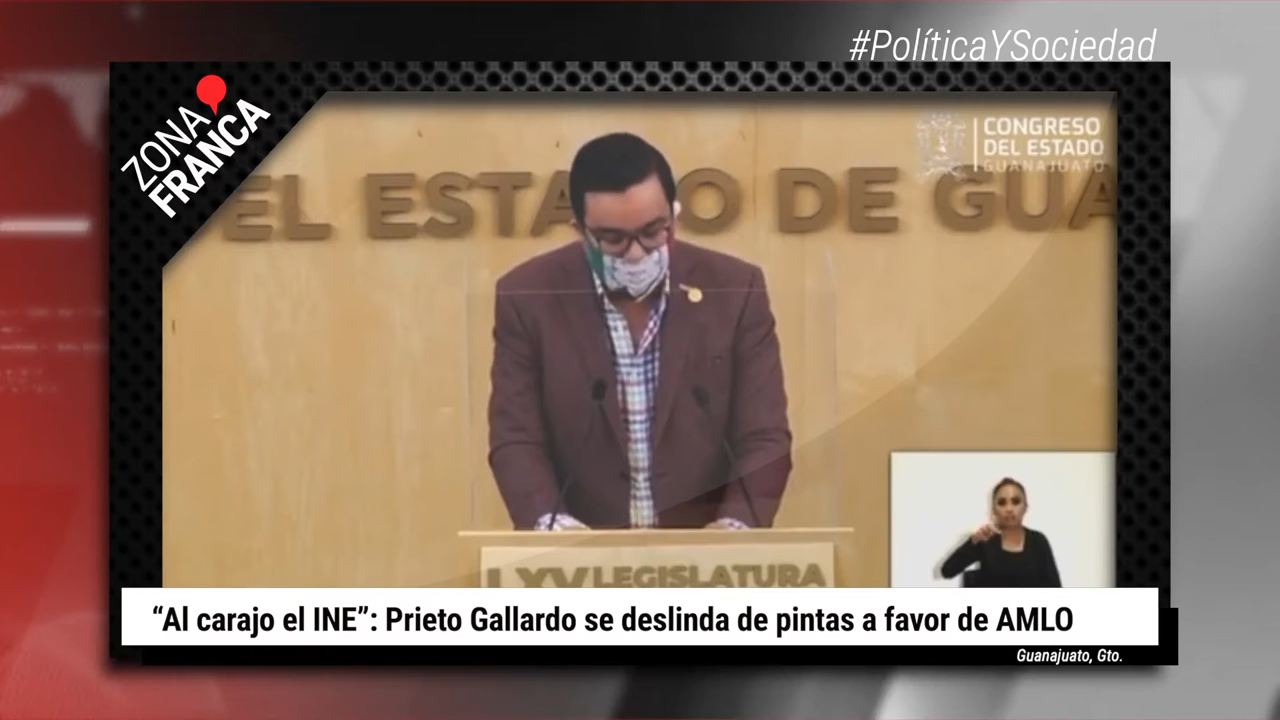 #PolíticaYSociedad
ZONA
FRANCA
CONGRESO
DEL ESTADO
GUANAJUATO
EL ESTADO DE GUA
LXV LEGISLATURA
“Al carajo el INE”: Prieto Gallardo se deslinda de pintas a favor de AMLO
Guanajuato, Gto.